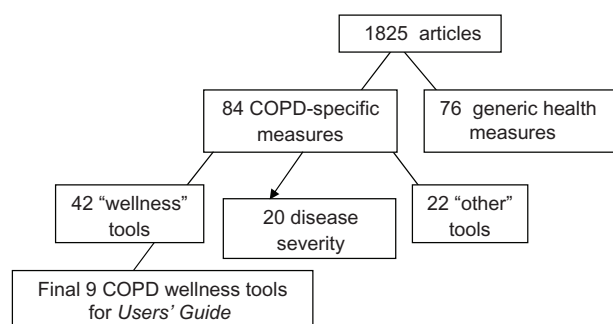 1825 articles
84 COPD-specific
measures
76 generic health
measures
42 “wellness”
tools
20 disease
severity
22 “other”
tools
Final 9 COPD wellness tools
for Users’ Guide